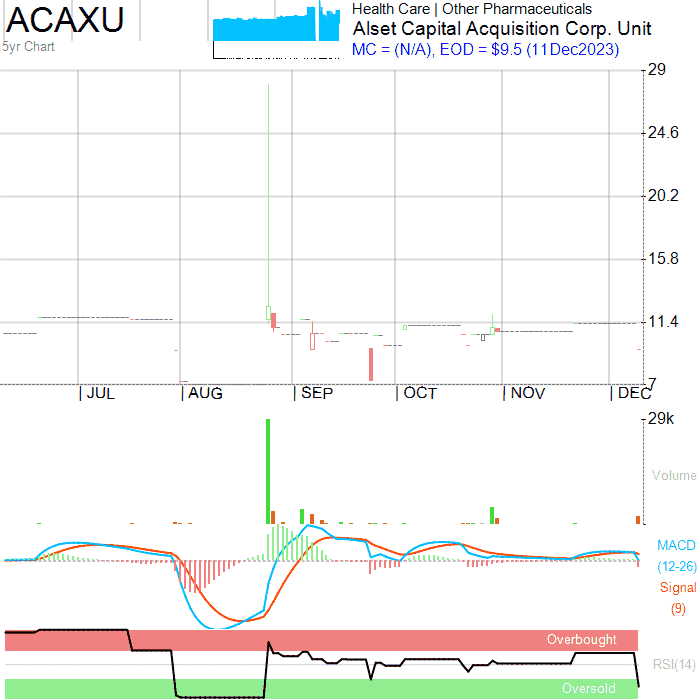 ACAXU
5yr Chart
Health Care | Other Pharmaceuticals
Alset Capital Acquisition Corp. Unit
MC = (N/A), EOD = $9.5 (11Dec2023)
29
24.6
20.2
15.8
11.4
7
| JUL | AUG | SEP | OCT | NOV | DEC
29k
Volume
MACD
(12-26)
Signal
(9)
Overbought
RSI(14)
Oversold